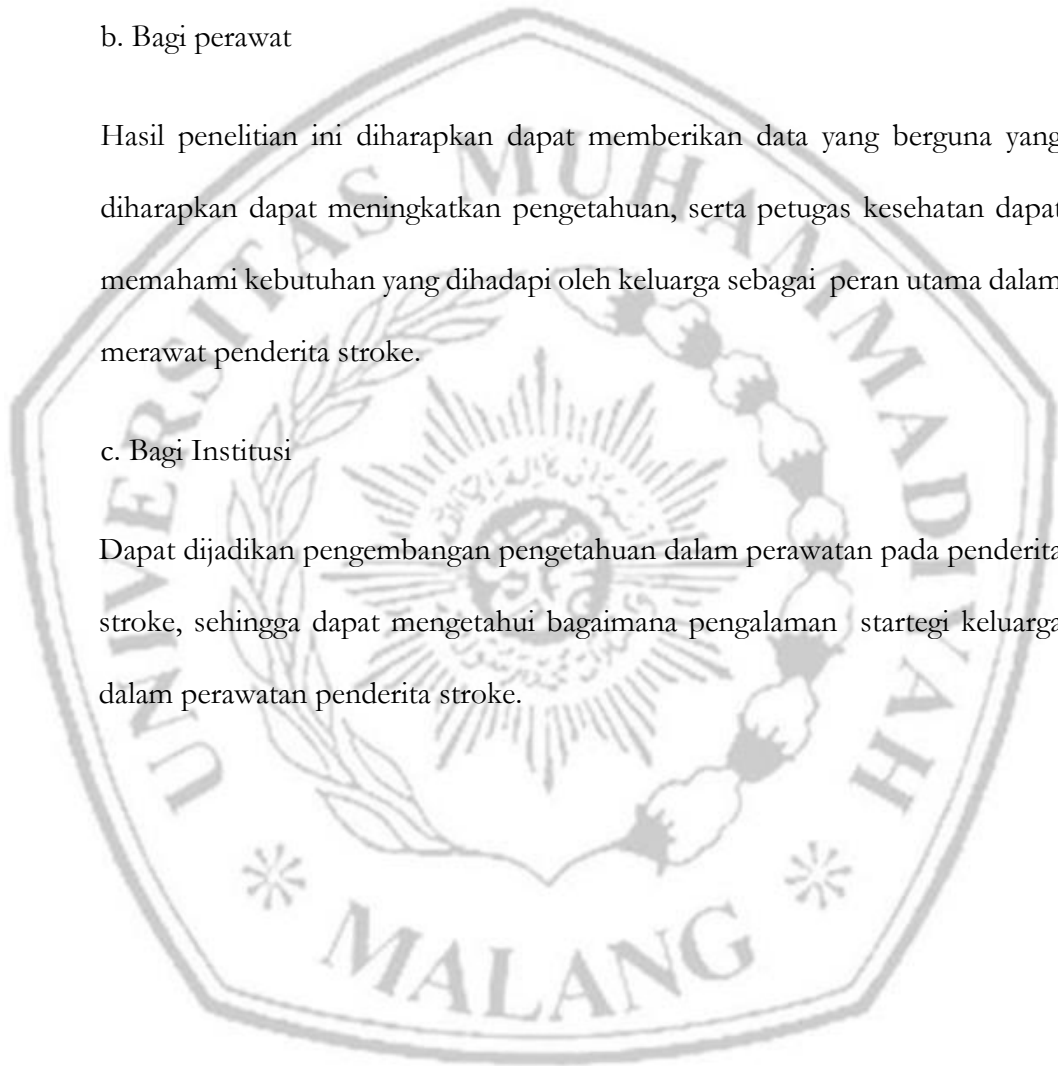 b. Bagi perawat
Hasil penelitian ini diharapkan dapat memberikan data yang berguna yang
diharapkan dapat meningkatkan pengetahuan, serta petugas kesehatan dapat
memahami kebutuhan yang dihadapi oleh keluarga sebagai peran utama dalam
merawat penderita stroke.
c. Bagi Institusi
Dapat dijadikan pengembangan pengetahuan dalam perawatan pada penderita
stroke, sehingga dapat mengetahui bagaimana pengalaman startegi keluarga
dalam perawatan penderita stroke.
UNIVERSITAS MUHAMMADIYAH
MALANG